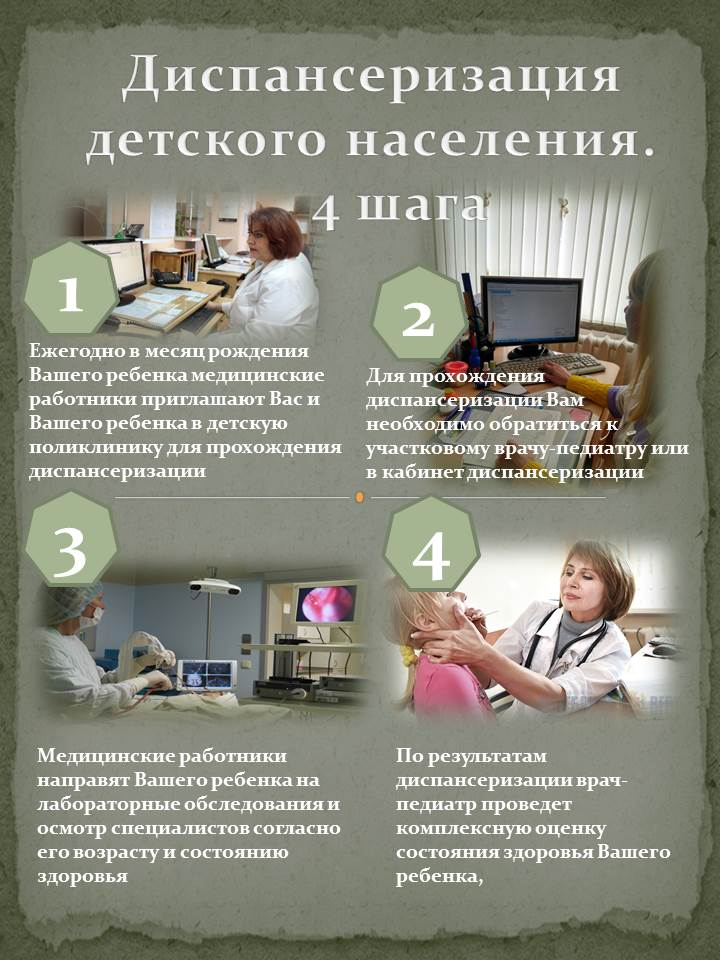 Диспансеризация
детского населения.
4 шага
1
Ежегодно в месяц рождения
Вашего ребенка медицинские
работники приглашают Вас и
Вашего ребенка в детскую
поликлинику для прохождения
диспансеризации
2
Для прохождения
диспансеризации Вам
необходимо обратиться к
участковому врачу-педиатру или
в кабинет диспансеризации
3
Медицинские работники
направят Вашего ребенка на
лабораторные обследования и
осмотр специалистов согласно
его возрасту и состоянию
здоровья
4
По результатам
диспансеризации врач-
педиатр проведет
комплексную оценку
состояния здоровья Вашего
ребенка,